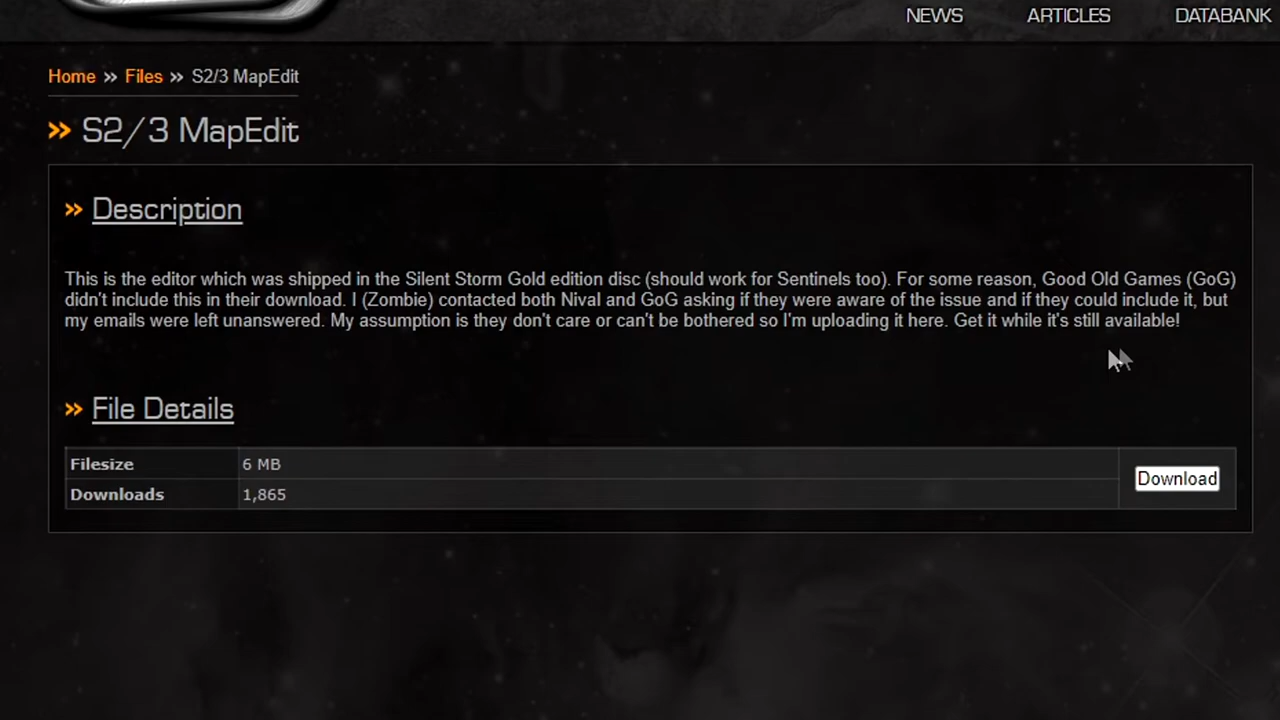 NEWS ARTICLES DATABANK
Home » Files » S2/3 MapEdit
» S2/3 MapEdit
» Description
This is the editor which was shipped in the Silent Storm Gold edition disc (should work for Sentinels too). For some reason, Good Old Games (GoG)
didn't include this in their download. I (Zombie) contacted both Nival and GoG asking if they were aware of the issue and if they could include it, but
my emails were left unanswered. My assumption is they don't care or can't be bothered so I'm uploading it here. Get it while it's still available!
» File Details
Filesize 6 MB
Download
Downloads 1,865